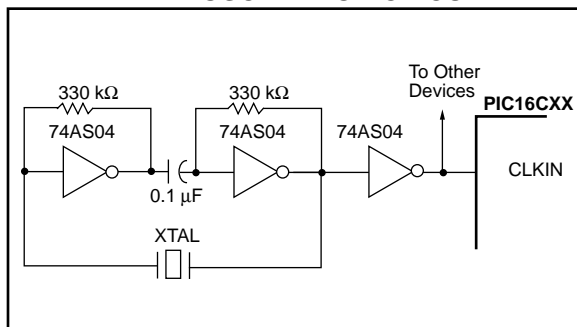 330 kΩ
330 kΩ
To Other
Devices
PIC16CXX
74AS04
74AS04
74AS04
CLKIN
0.1 µF
XTAL